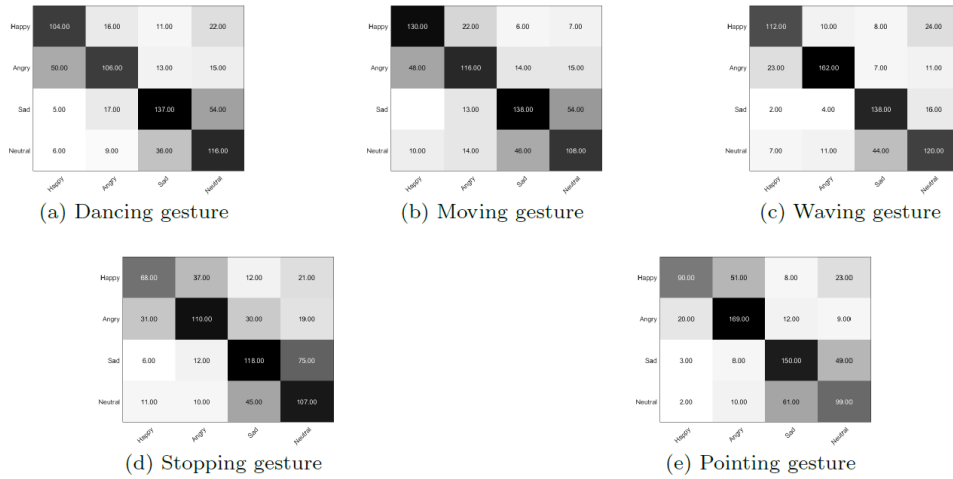 Happy 104.00 16.00 11.00 22.00
Angry 50.00 106.00 13.00 15.00
Sad 5.00 17.00 137.00 54.00
Neutral 6.00 9.00 36.00 116.00
Happy Angry Sad Neutral
(a) Dancing gesture
Happy 130.00 22.00 6.00 7.00
Angry 48.00 116.00 14.00 15.00
Sad 13.00 138.00 54.00
Neutral 10.00 14.00 46.00 108.00
Happy Angry Sad Neutral
(b) Moving gesture
Happy 112.00 10.00 8.00 24.00
Angry 23.00 162.00 7.00 11.00
Sad 2.00 4.00 138.00 16.00
Neutral 7.00 11.00 44.00 120.00
Happy Angry Sad Neutral
(c) Waving gesture
Happy 68.00 37.00 12.00 21.00
Angry 31.00 110.00 30.00 19.00
Sad 6.00 12.00 118.00 75.00
Neutral 11.00 10.00 45.00 107.00
Happy Angry Sad Neutral
(d) Stopping gesture
Happy 90.00 51.00 8.00 23.00
Angry 20.00 169.00 12.00 9.00
Sad 3.00 8.00 150.00 49.00
Neutral 2.00 10.00 61.00 99.00
Happy Angry Sad Neutral
(e) Pointing gesture